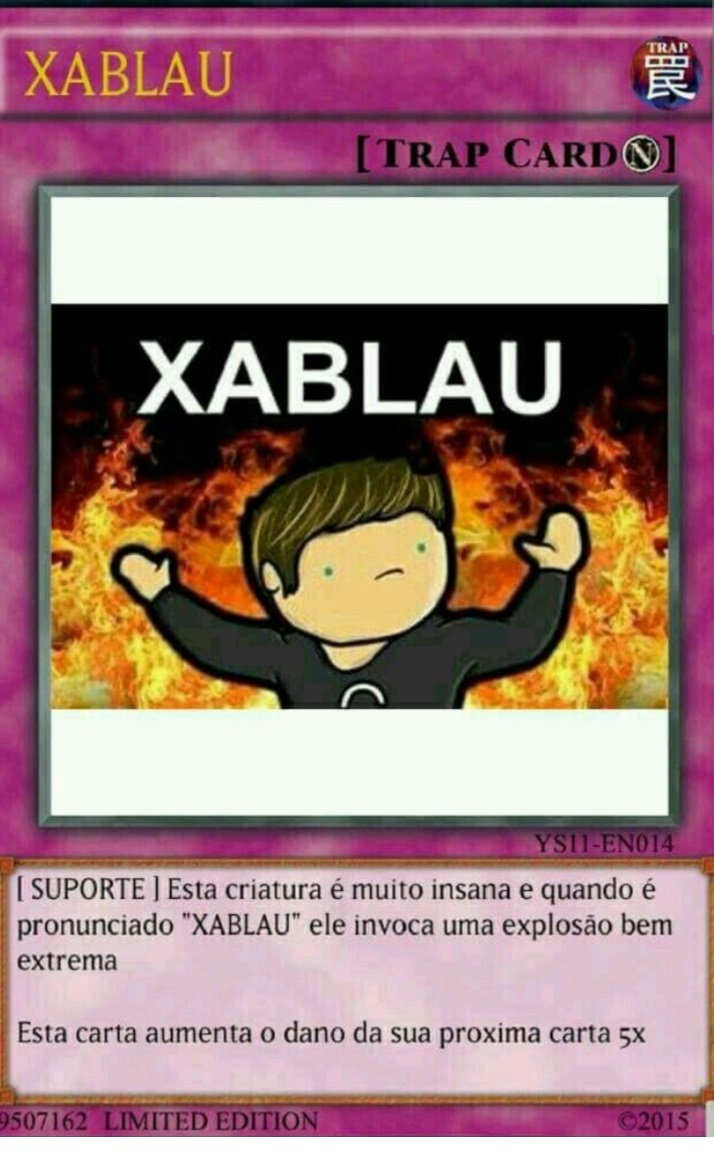 XABLAU
TRAP
罠
[TRAP CARD N]
XABLAU
YS11-EN014
[ SUPORTE ] Esta criatura é muito insana e quando é
pronunciado "XABLAU" ele invoca uma explosão bem
extrema
Esta carta aumenta o dano da sua proxima carta 5x
9507162 LIMITED EDITION
©2015